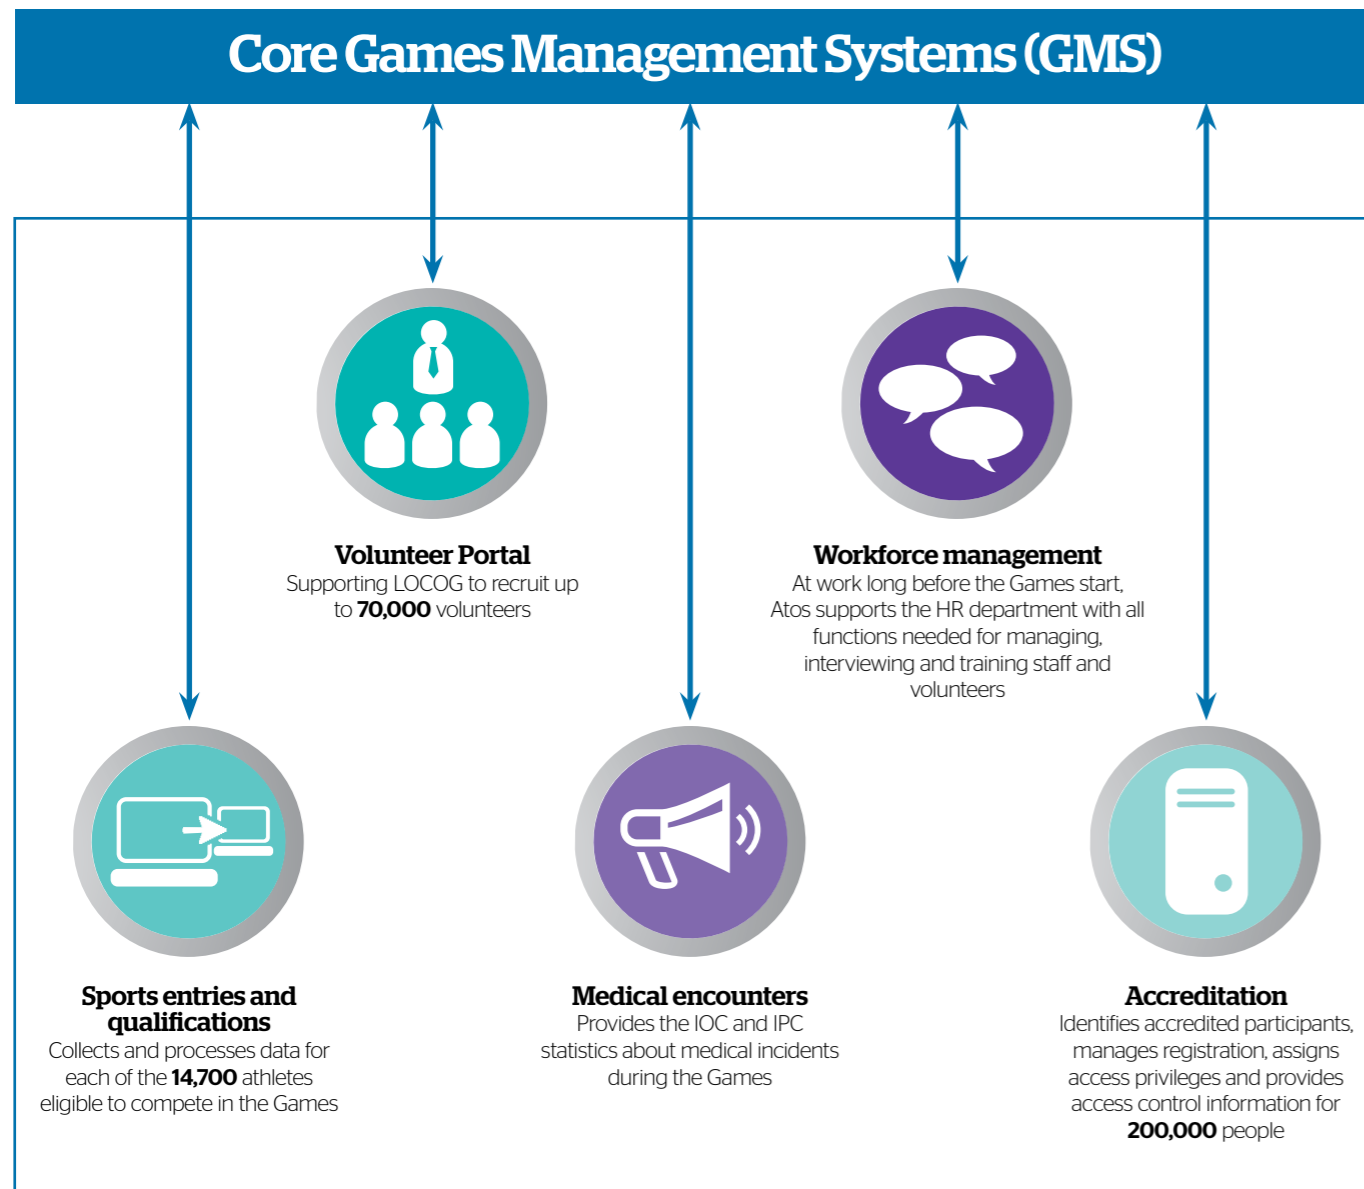 Core Games Management Systems (GMS)
Volunteer Portal
Supporting LOCOG to recruit up
to 70,000 volunteers
Workforce management
At work long before the Games start,
Atos supports the HR department with all
functions needed for managing,
interviewing and training staff and
volunteers
Sports entries and
qualifications
Collects and processes data for
each of the 14,700 athletes
eligible to compete in the Games
Medical encounters
Provides the IOC and IPC
statistics about medical incidents
during the Games
Accreditation
Identifies accredited participants,
manages registration, assigns
access privileges and provides
access control information for
200,000 people